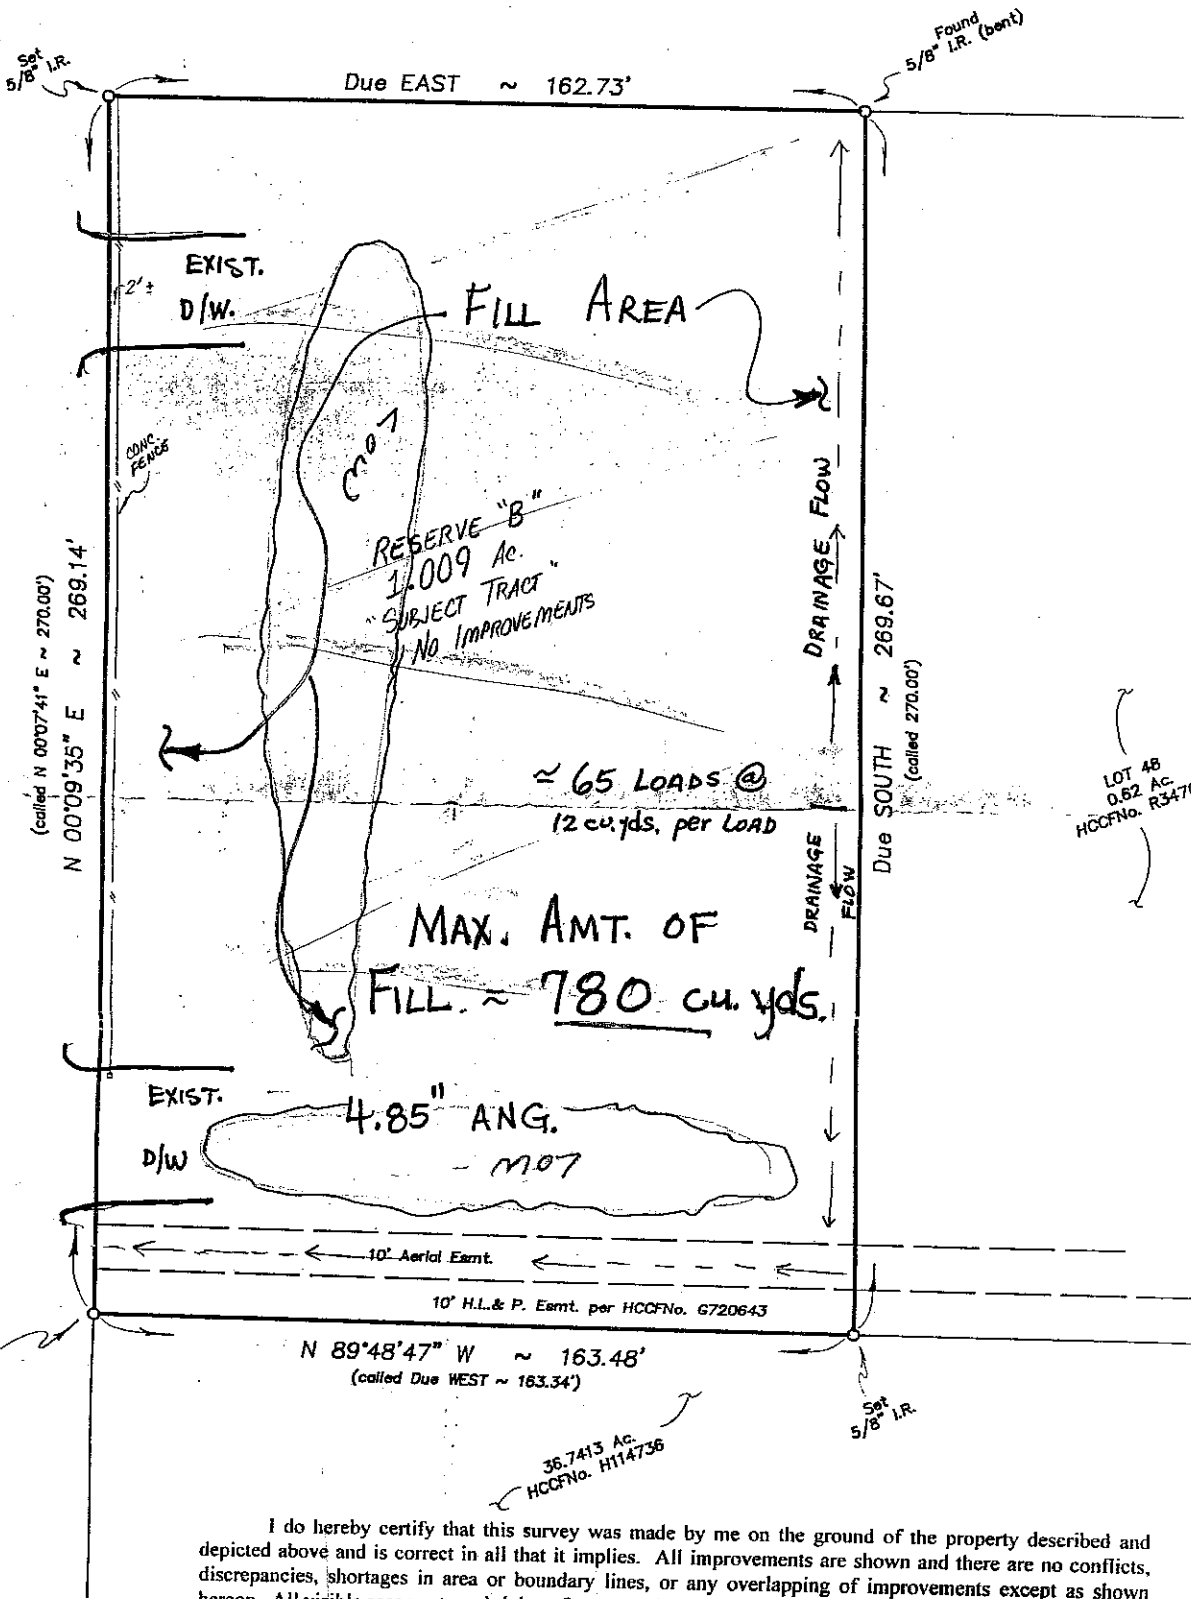 Set
5/8" I.R.
Due EAST ~ 162.73'
Found
5/8" I.R. (bent)
EXIST.
D/W.
2' ±
FILL AREA
CONC.
FENCE
RESERVE "B"
1.009 Ac.
"SUBJECT TRACT"
No IMPROVEMENTS
DRAINAGE FLOW
(called N 00°07'41" E ~ 270.00')
N 00°09'35" E ~ 269.14'
Due SOUTH ~ 269.67'
(called 270.00')
LOT 48
0.62 Ac.
HCCFNo. R347
≈ 65 LOADS @
12 cu.yds. per LOAD
DRAINAGE
FLOW
MAX. AMT. OF
FILL. ≈ 780 cu. yds.
EXIST.
D/W
4.85" ANG.
10' Aerial Esmt.
10' H.L.& P. Esmt. per HCCFNo. G720643
N 89°48'47" W ~ 163.48'
(called Due WEST ~ 163.34')
Set
5/8" I.R.
36.7413 Ac.
HCCFNo. H114736
I do hereby certify that this survey was made by me on the ground of the property described and
depicted above and is correct in all that it implies. All improvements are shown and there are no conflicts,
discrepancies, shortages in area or boundary lines, or any overlapping of improvements except as shown